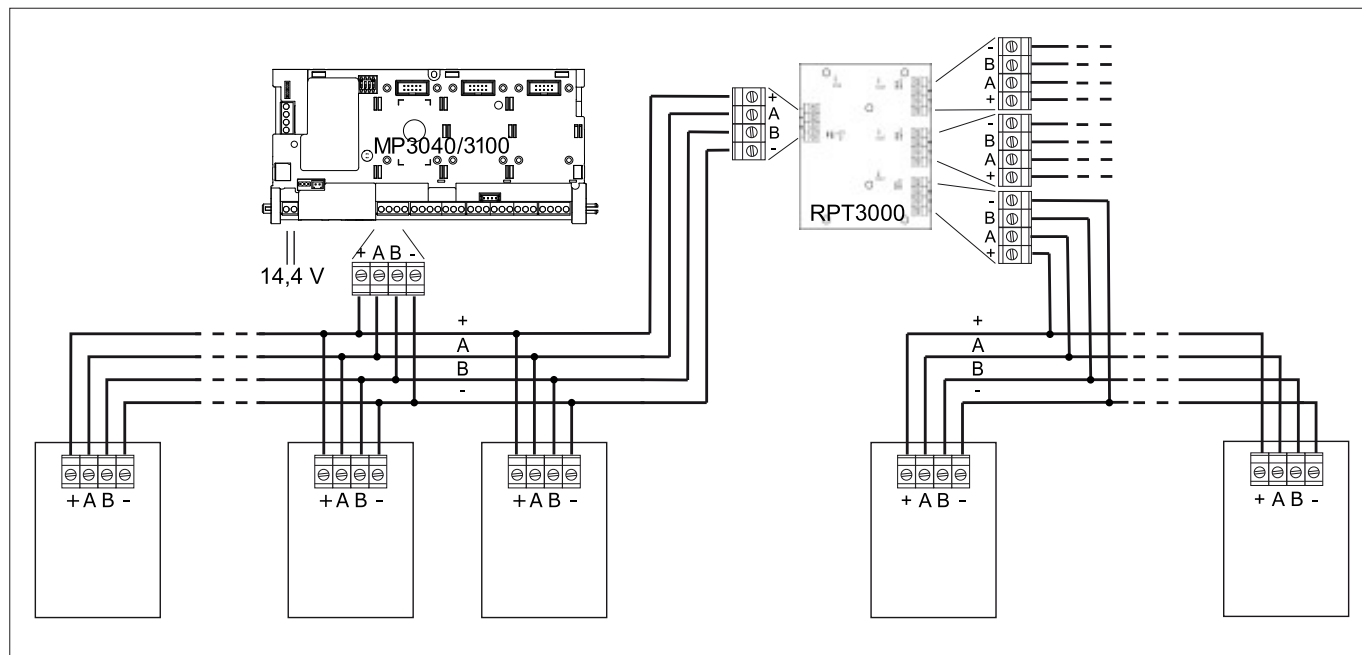 MP3040/3100
14,4 V
+ A B -
+
A
B
-
+
A
B
-
RPT3000
-
B
A
+
-
B
A
+
-
B
A
+
+
A
B
-
+ A B -
+ A B -
+ A B -
+ A B -
+ A B -